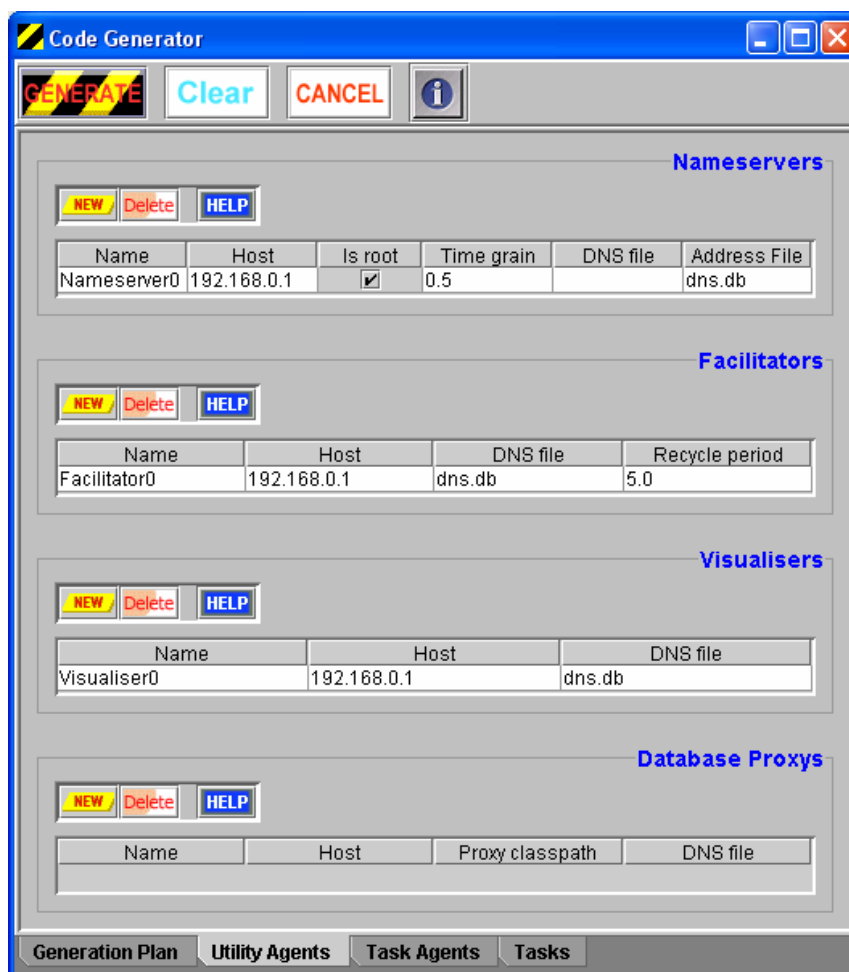 Code Generator
GENERATE Clear CANCEL i
Nameservers
NEW Delete HELP
Name Host Is root Time grain DNS file Address File
Nameserver0 192.168.0.1 0.5 dns.db
Facilitators
NEW Delete HELP
Name Host DNS file Recycle period
Facilitator0 192.168.0.1 dns.db 5.0
Visualisers
NEW Delete HELP
Name Host DNS file
Visualiser0 192.168.0.1 dns.db
Database Proxys
NEW Delete HELP
Name Host Proxy classpath DNS file
Generation Plan Utility Agents Task Agents Tasks